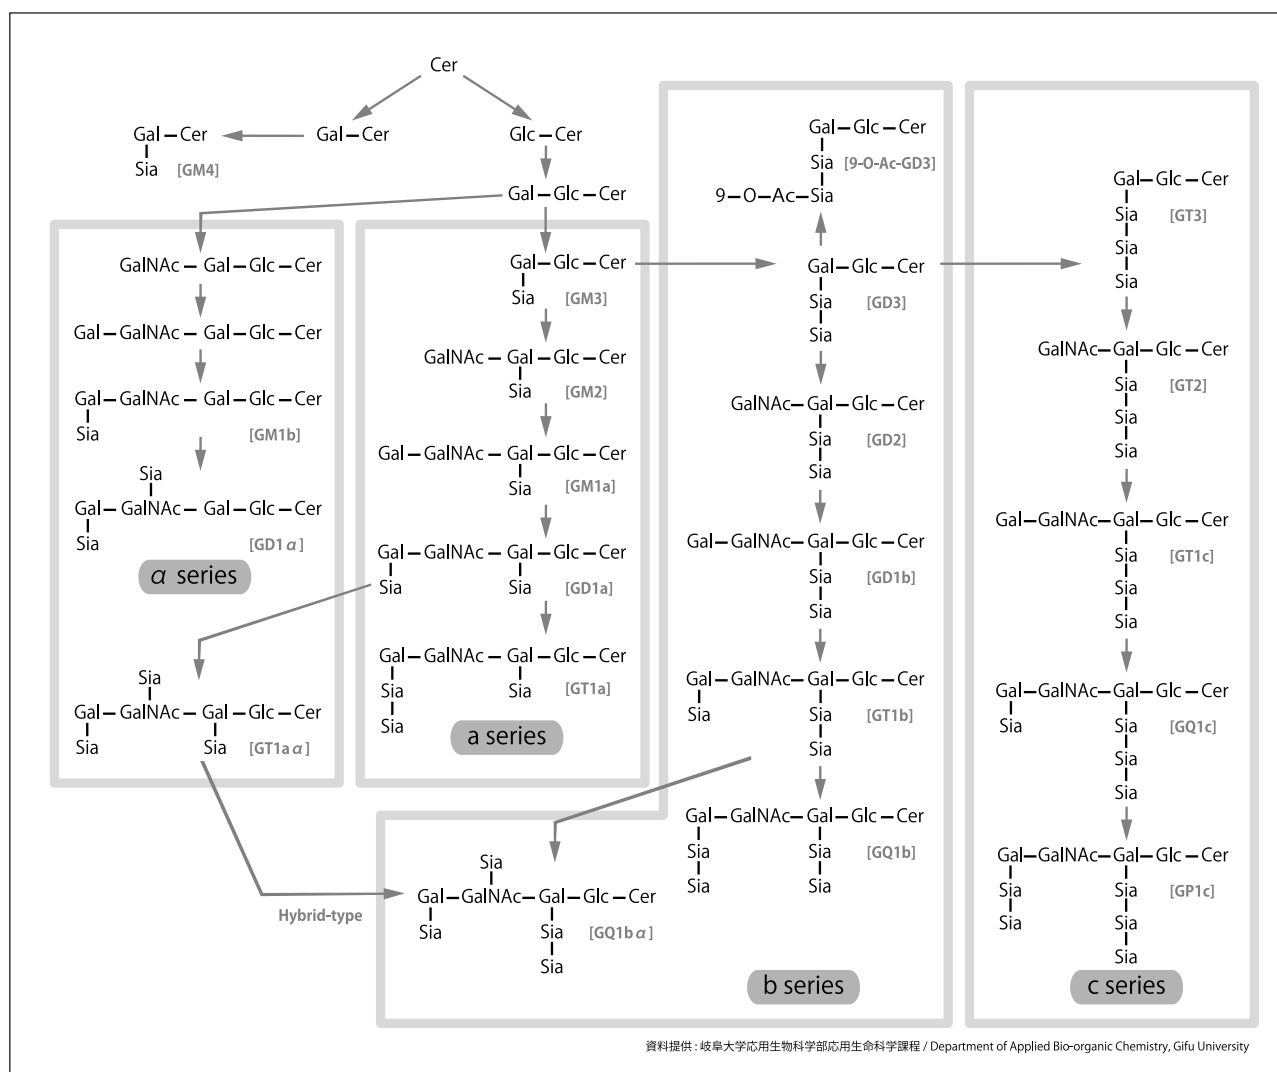 Cer
Gal – Cer
Sia
[GM4]
Gal – Cer
Glc – Cer
Gal – Glc – Cer
GalNAc – Gal – Glc – Cer
Gal – GalNAc – Gal – Glc – Cer
Gal – GalNAc – Gal – Glc – Cer
Sia
[GM1b]
Sia
Gal – GalNAc – Gal – Glc – Cer
Sia
[GD1α]
α series
Sia
Gal – GalNAc – Gal – Glc – Cer
Sia Sia
[GT1aα]
Gal – Glc – Cer
Sia
[GM3]
GalNAc – Gal – Glc – Cer
Sia
[GM2]
Gal – GalNAc – Gal – Glc – Cer
Sia
[GM1a]
Gal – GalNAc – Gal – Glc – Cer
Sia Sia
[GD1a]
Gal – GalNAc – Gal – Glc – Cer
Sia Sia
Sia
[GT1a]
a series
Gal – Glc – Cer
Sia
[9-O-Ac-GD3]
9 – O – Ac – Sia
Gal – Glc – Cer
Sia
[GD3]
Sia
GalNAc – Gal – Glc – Cer
Sia
[GD2]
Sia
Gal – GalNAc – Gal – Glc – Cer
Sia
[GD1b]
Sia
Gal – GalNAc – Gal – Glc – Cer
Sia Sia
[GT1b]
Sia
Gal – GalNAc – Gal – Glc – Cer
Sia Sia
[GQ1b]
Sia Sia
Hybrid-type
Sia
Gal – GalNAc – Gal – Glc – Cer
Sia Sia
[GQ1bα]
Sia
b series
Gal – Glc – Cer
Sia
[GT3]
Sia
Sia
GalNAc – Gal – Glc – Cer
Sia
[GT2]
Sia
Sia
Gal – GalNAc – Gal – Glc – Cer
Sia
[GT1c]
Sia
Sia
Gal – GalNAc – Gal – Glc – Cer
Sia Sia
[GQ1c]
Sia
Sia
Gal – GalNAc – Gal – Glc – Cer
Sia Sia
[GP1c]
Sia Sia
Sia
c series
資料提供 : 岐阜大学応用生物科学部応用生命科学課程 / Department of Applied Bio-organic Chemistry, Gifu University